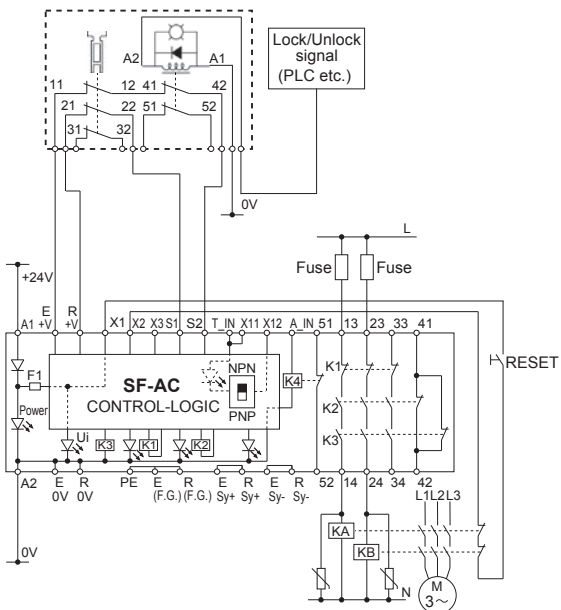 Lock/Unlock
signal
(PLC etc.)
A2 A1
11 12 41 42
21 22 51 52
31 32
0V
L
Fuse Fuse
+24V
A1 E +V R +V X1 X2 X3 S1 S2 T_IN X11 X12 A_IN 51 13 23 33 41
RESET
F1
SF-AC
CONTROL-LOGIC
NPN
PNP
K4
K1
K2
K3
Power
Ui
K3 K1 K2
A2 E 0V R 0V PE E (F.G.) R (F.G.) E Sy+ R Sy+ E Sy- R Sy- 52 14 24 34 42
L1 L2 L3
0V
KA
KB
N
M
3~